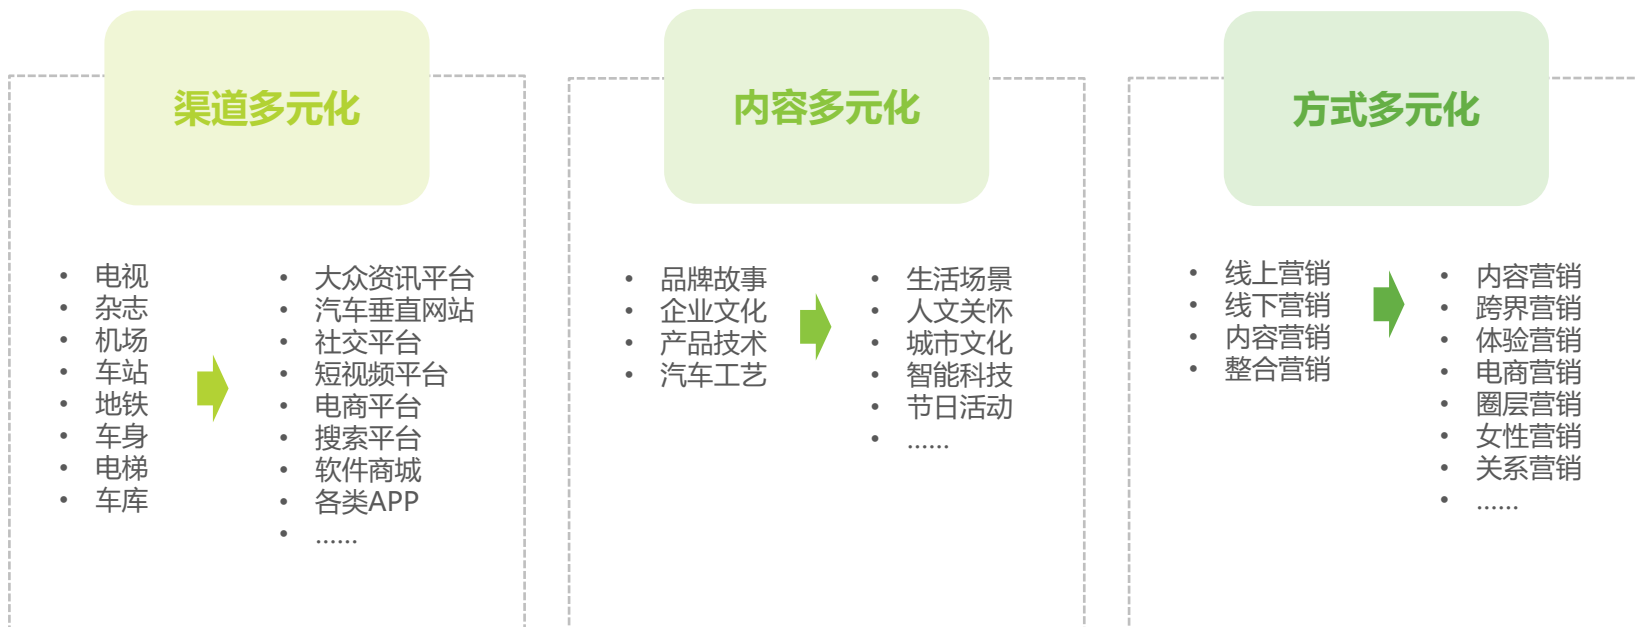 渠道多元化
• 电视
• 杂志
• 机场
• 车站
• 地铁
• 车身
• 电梯
• 车库
• 大众资讯平台
• 汽车垂直网站
• 社交平台
• 短视频平台
• 电商平台
• 搜索平台
• 软件商城
• 各类APP
• ……
内容多元化
• 品牌故事
• 企业文化
• 产品技术
• 汽车工艺
• 生活场景
• 人文关怀
• 城市文化
• 智能科技
• 节日活动
• ……
方式多元化
• 线上营销
• 线下营销
• 内容营销
• 整合营销
• 内容营销
• 跨界营销
• 体验营销
• 电商营销
• 圈层营销
• 女性营销
• 关系营销
• ……